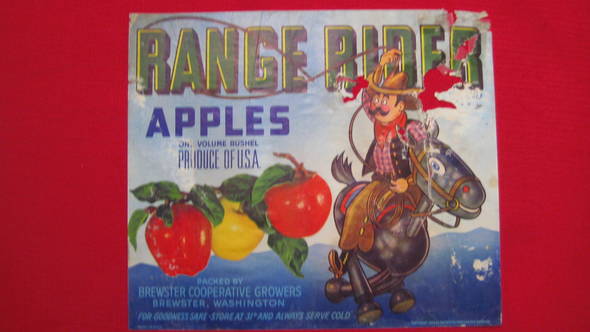 RANGE RIDER
APPLES
ONE VOLUME BUSHEL
PRODUCE OF U.S.A.
PACKED BY
BREWSTER COOPERATIVE GROWERS
BREWSTER, WASHINGTON
FOR GOODNESS SAKE-STORE AT 31° AND ALWAYS SERVE COLD